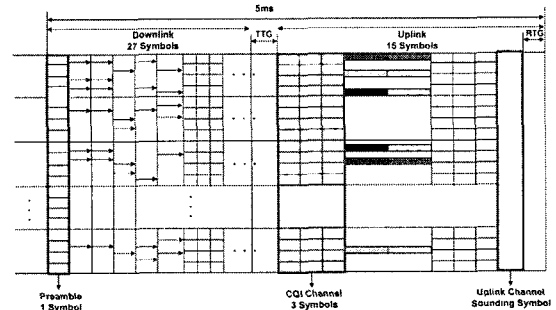 5ms
Downlink
27 Symbols
TTG
Uplink
15 Symbols
RTG
Preamble
1 Symbol
CQI Channel
3 Symbols
Uplink Channel
Sounding Symbol